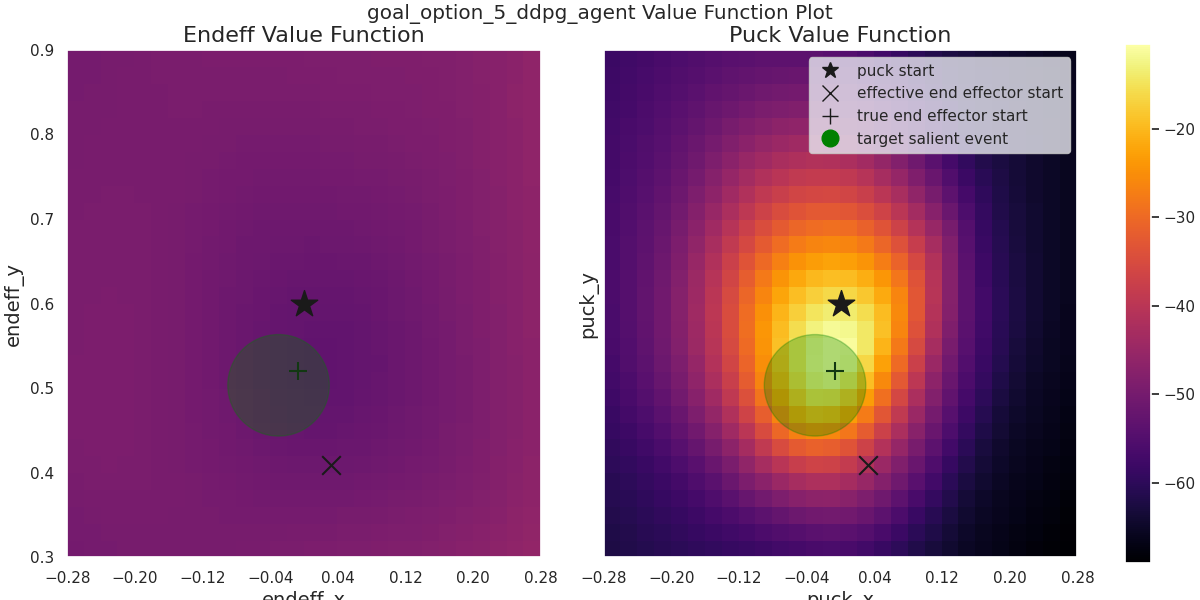 goal_option_5_ddpg_agent Value Function Plot
Endeff Value Function
Puck Value Function
endeff_y
0.9
0.8
0.7
0.6
0.5
0.4
0.3
−0.28 −0.20 −0.12 −0.04 0.04 0.12 0.20 0.28
endeff_x
puck_y
puck start
effective end effector start
true end effector start
target salient event
−0.28 −0.20 −0.12 −0.04 0.04 0.12 0.20 0.28
puck_x
−20
−30
−40
−50
−60